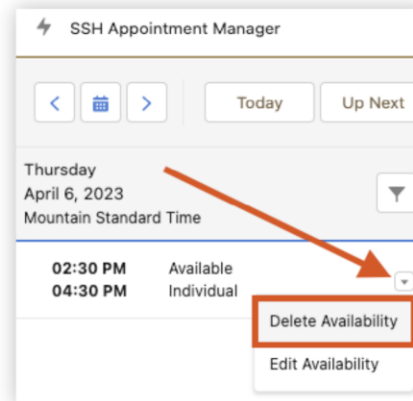 SSH Appointment Manager
Today Up Next
Thursday
April 6, 2023
Mountain Standard Time
02:30 PM Available
04:30 PM Individual
Delete Availability
Edit Availability